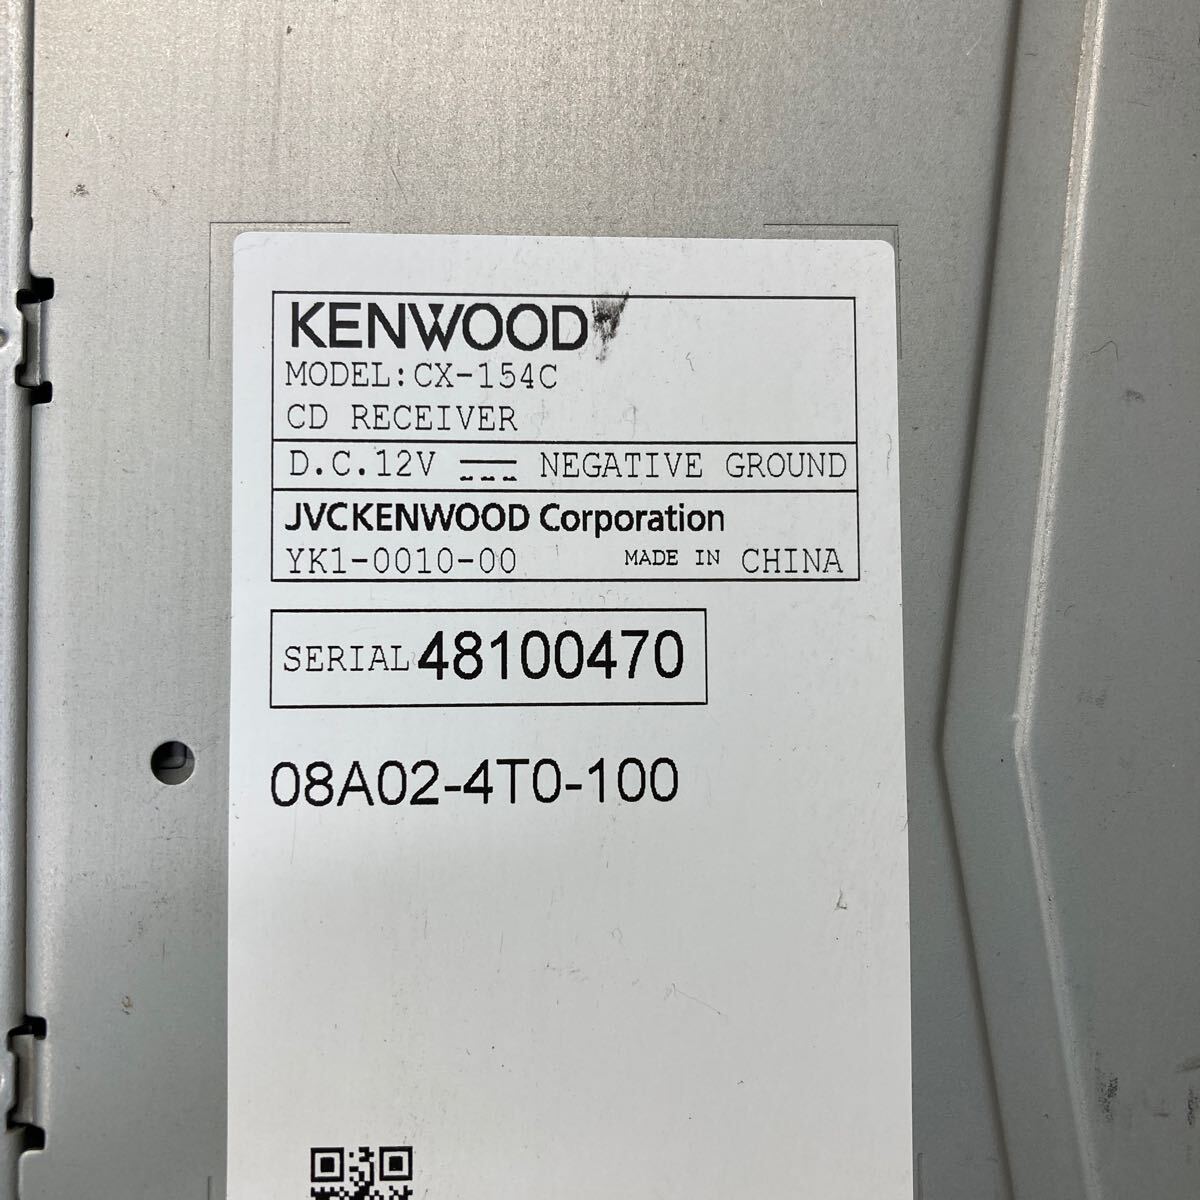 KENWOOD
MODEL:CX-154C
CD RECEIVER
D.C.12V NEGATIVE GROUND
JVCKENWOOD Corporation
YK1-0010-00 MADE IN CHINA
SERIAL 48100470
08A02-4T0-100